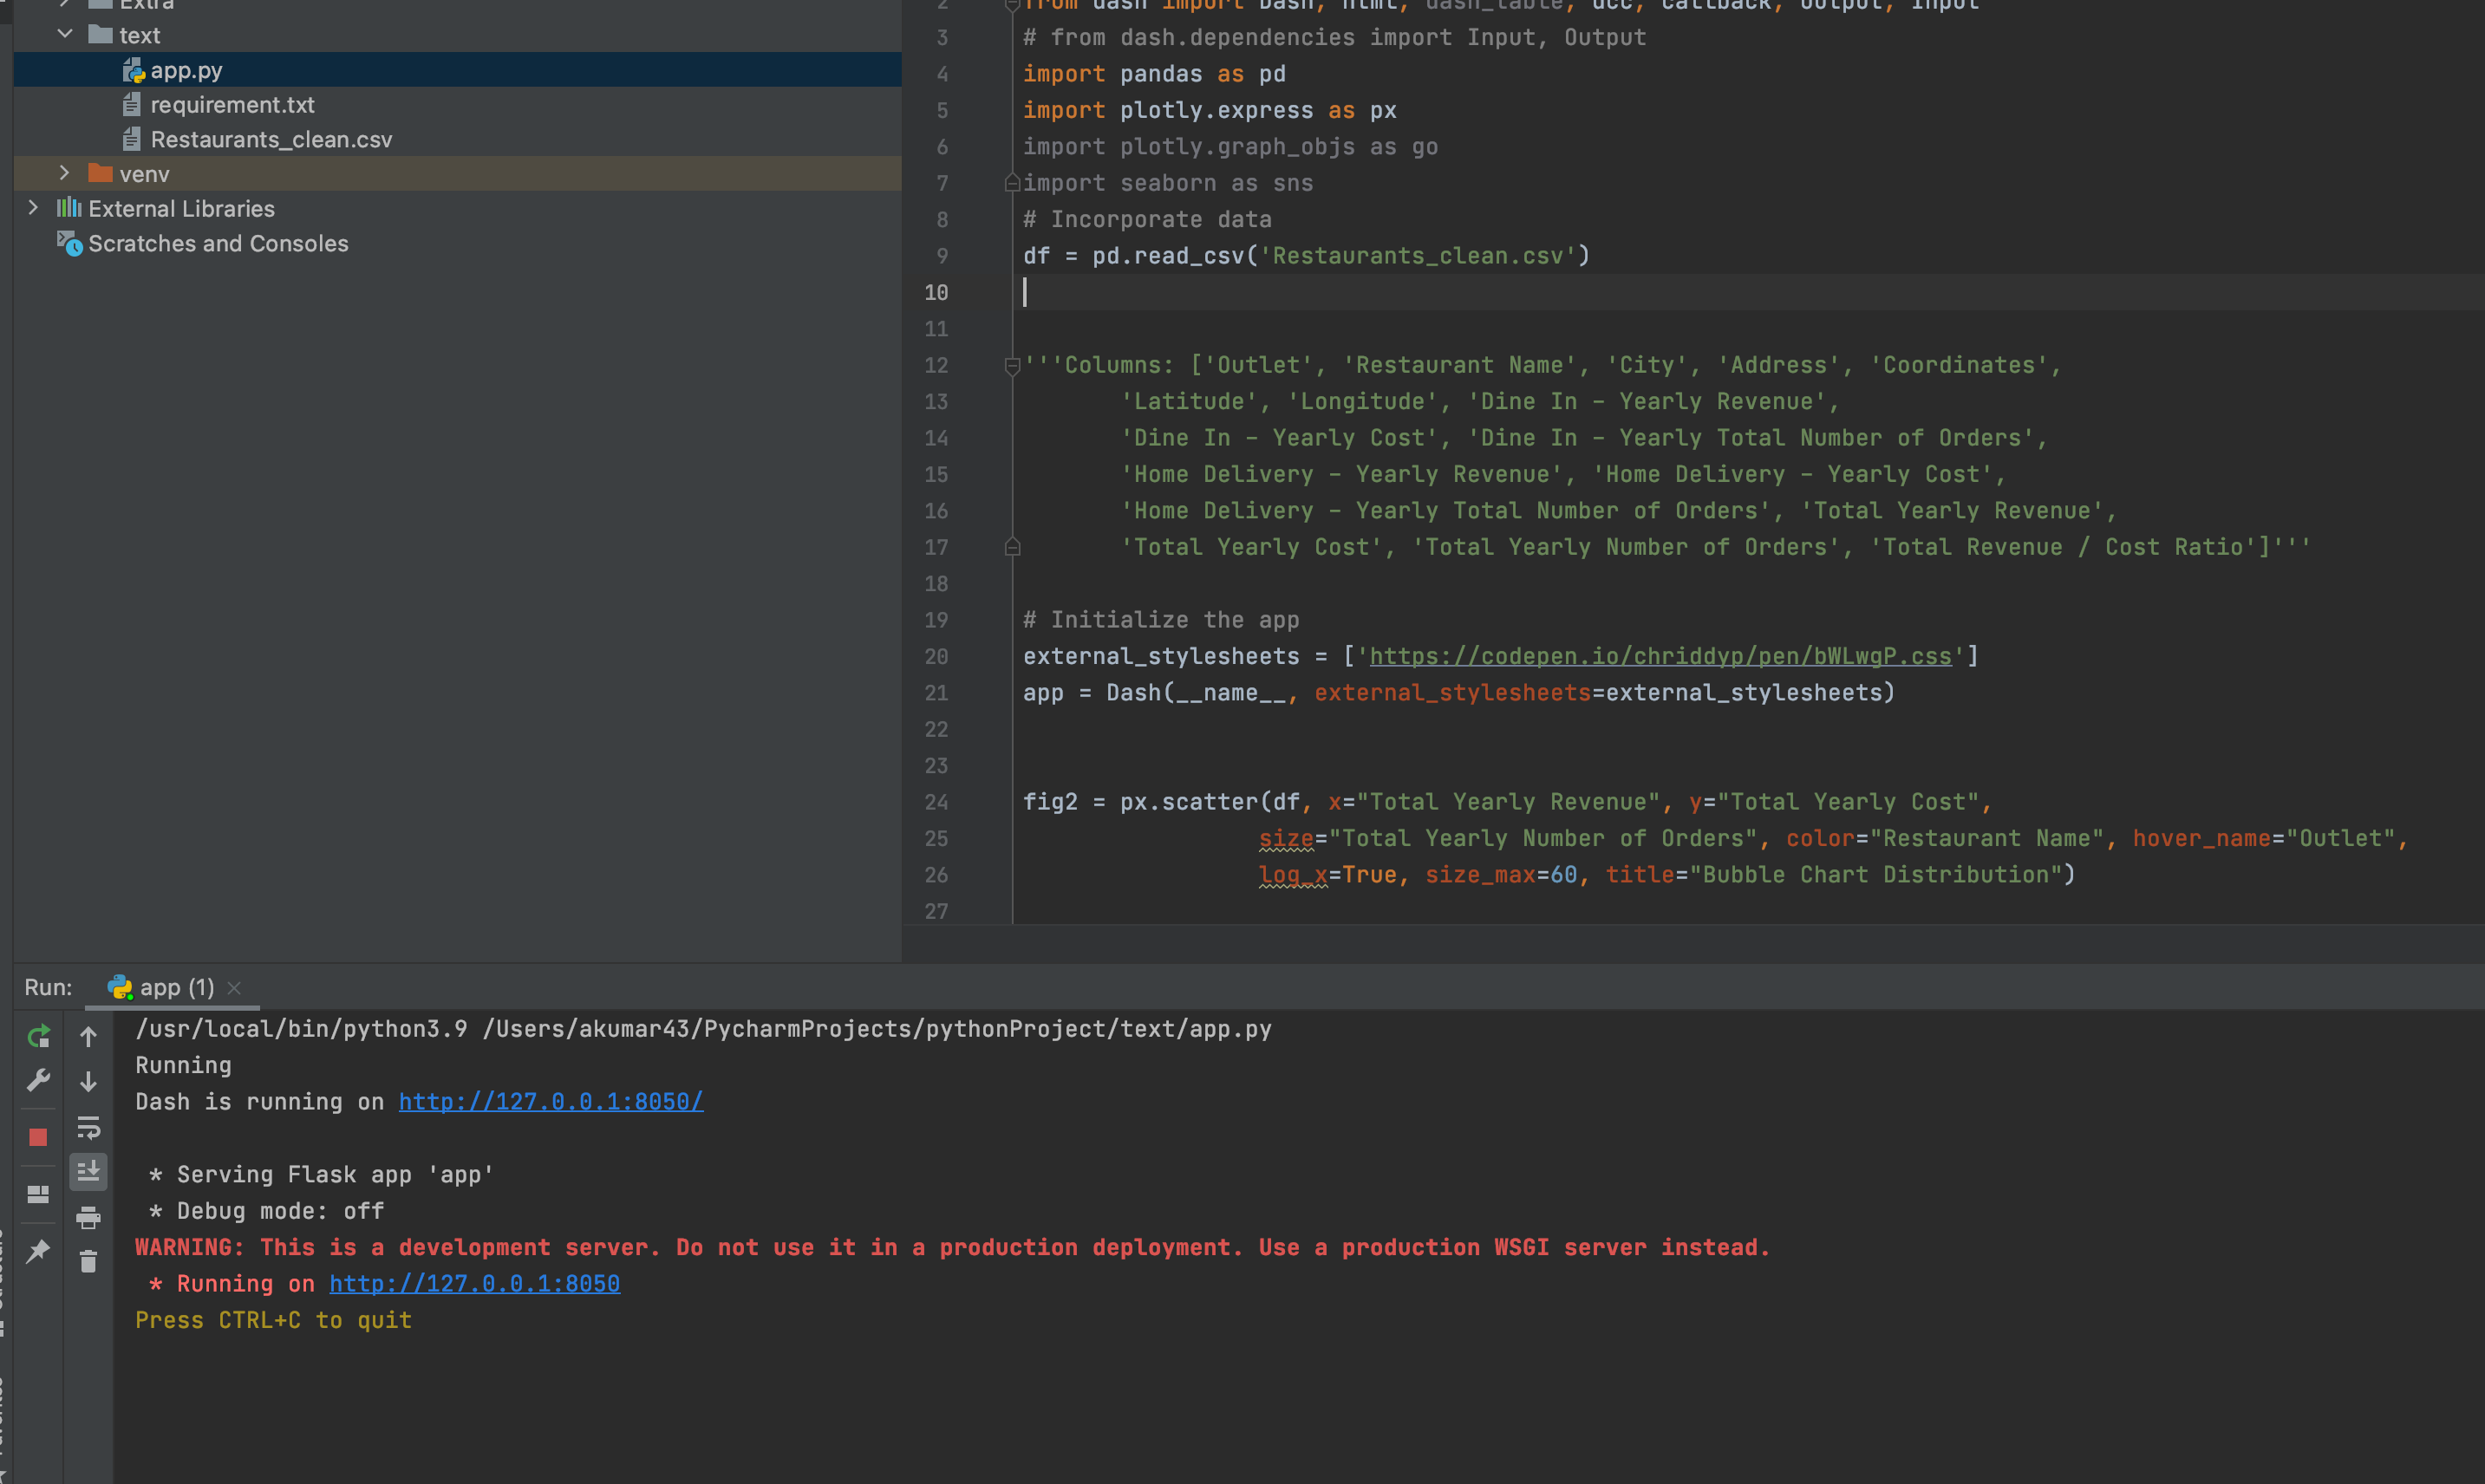 Extra
text
app.py
requirement.txt
Restaurants_clean.csv
venv
External Libraries
Scratches and Consoles
2 from dash import Dash, html, dash_table, dcc, callback, Output, Input
3 # from dash.dependencies import Input, Output
4 import pandas as pd
5 import plotly.express as px
6 import plotly.graph_objs as go
7 import seaborn as sns
8 # Incorporate data
9 df = pd.read_csv('Restaurants_clean.csv')
10
11
12 '''Columns: ['Outlet', 'Restaurant Name', 'City', 'Address', 'Coordinates',
13 'Latitude', 'Longitude', 'Dine In - Yearly Revenue',
14 'Dine In - Yearly Cost', 'Dine In - Yearly Total Number of Orders',
15 'Home Delivery - Yearly Revenue', 'Home Delivery - Yearly Cost',
16 'Home Delivery - Yearly Total Number of Orders', 'Total Yearly Revenue',
17 'Total Yearly Cost', 'Total Yearly Number of Orders', 'Total Revenue / Cost Ratio']'''
18
19 # Initialize the app
20 external_stylesheets = ['https://codepen.io/chriddyp/pen/bWLwgP.css']
21 app = Dash(__name__, external_stylesheets=external_stylesheets)
22
23
24 fig2 = px.scatter(df, x="Total Yearly Revenue", y="Total Yearly Cost",
25 size="Total Yearly Number of Orders", color="Restaurant Name", hover_name="Outlet",
26 log_x=True, size_max=60, title="Bubble Chart Distribution")
27
Run: app (1)
/usr/local/bin/python3.9 /Users/akumar43/PycharmProjects/pythonProject/text/app.py
Running
Dash is running on http://127.0.0.1:8050/
* Serving Flask app 'app'
* Debug mode: off
WARNING: This is a development server. Do not use it in a production deployment. Use a production WSGI server instead.
* Running on http://127.0.0.1:8050
Press CTRL+C to quit